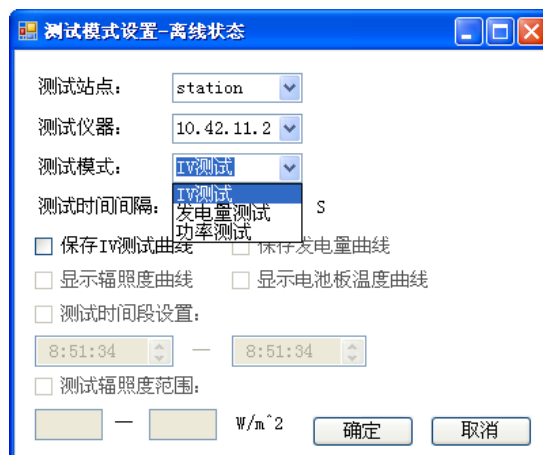 测试模式设置-离线状态
测试站点： station
测试仪器： 10.42.11.2
测试模式： IV测试
IV测试
测试时间间隔： 发电量测试 S
功率测试
保存IV测试曲线 保存发电量曲线
显示辐照度曲线 显示电池板温度曲线
测试时间段设置：
8:51:34 — 8:51:34
测试辐照度范围：
— W/m^2 确定 取消